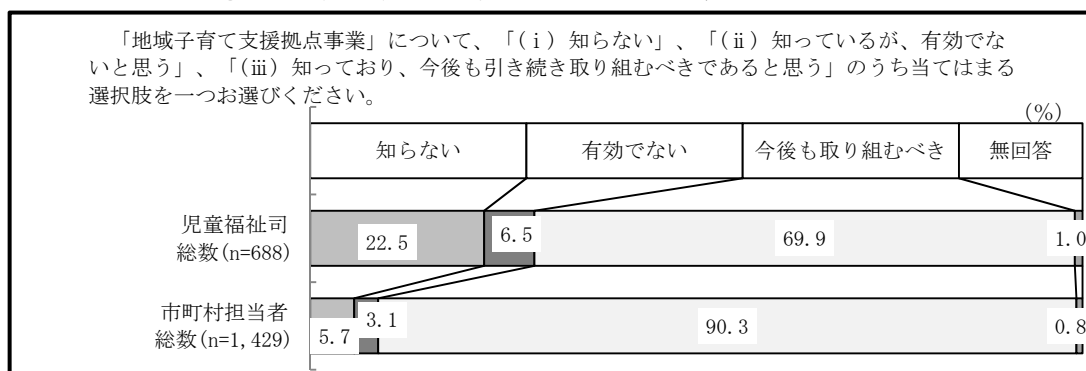 「地域子育て支援拠点事業」について、「(ⅰ) 知らない」、「(ⅱ) 知っているが、有効でな
いと思う」、「(ⅲ) 知っており、今後も引き続き取り組むべきであると思う」のうち当てはまる
選択肢を一つお選びください。
(%)
知らない 有効でない 今後も取り組むべき 無回答
児童福祉司
総数(n=688)
22.5 6.5 69.9 1.0
市町村担当者
総数(n=1,429)
5.7 3.1 90.3 0.8